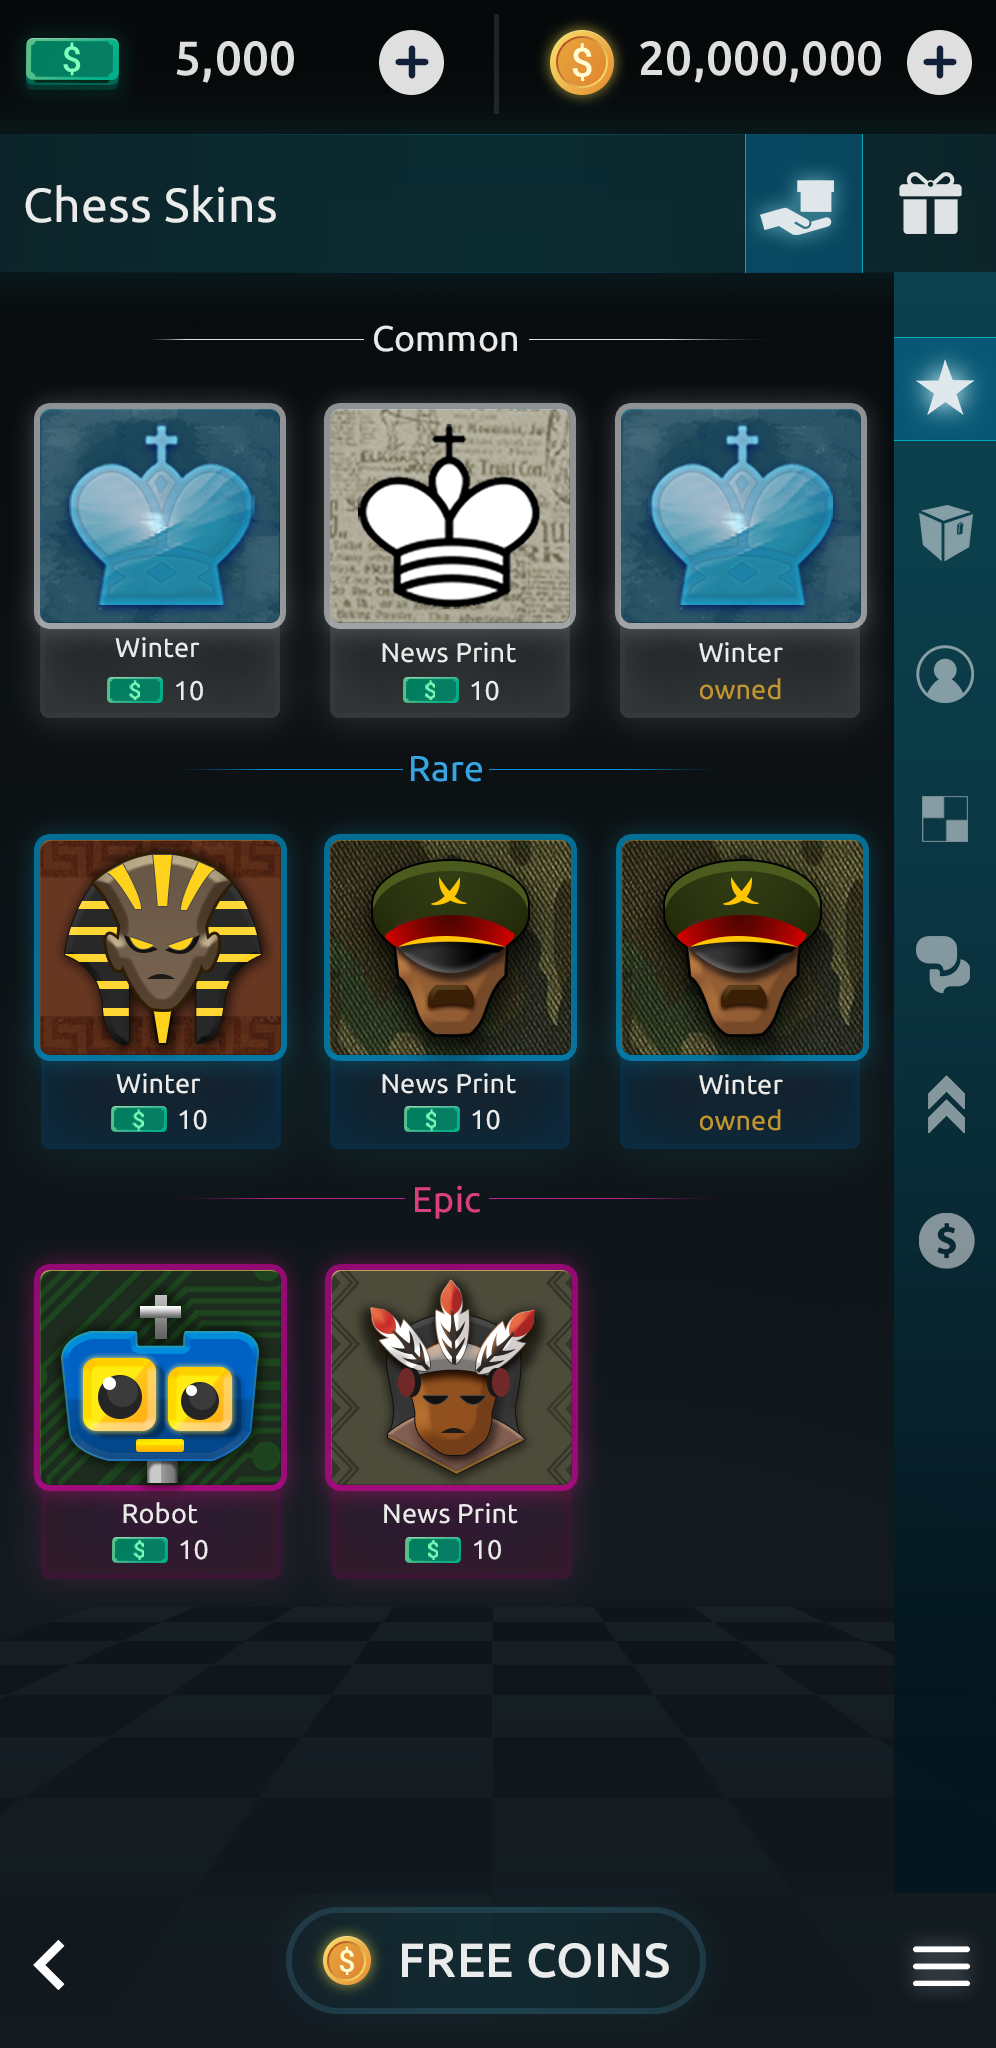 5,000
20,000,000
Chess Skins
Common
Winter
10
News Print
10
Winter
owned
Rare
Winter
10
News Print
10
Winter
owned
Epic
Robot
10
News Print
10
FREE COINS